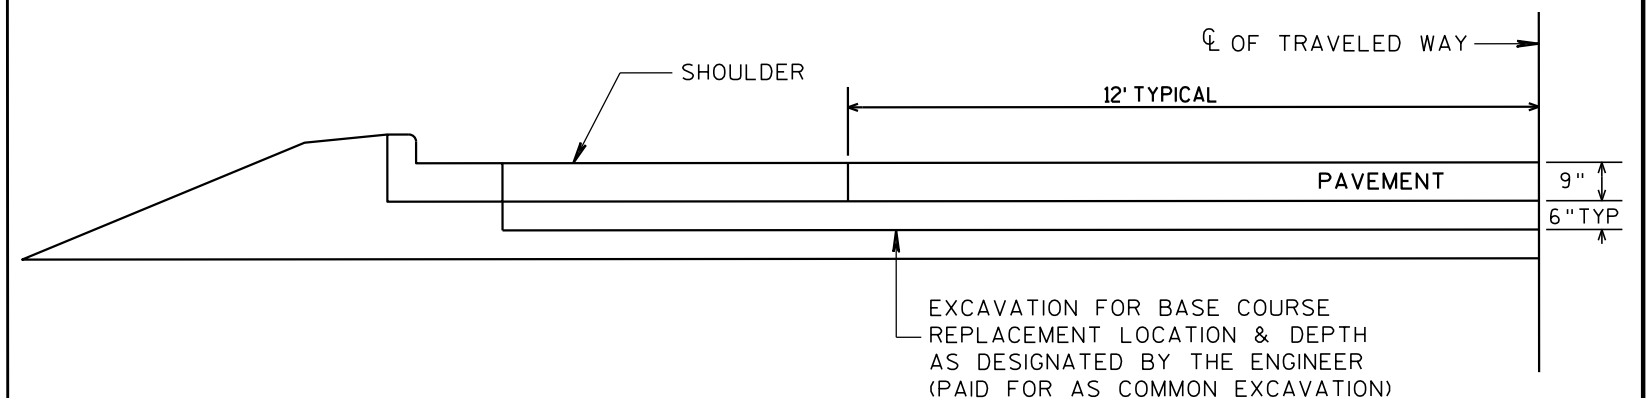 ℄ OF TRAVELED WAY
SHOULDER
12' TYPICAL
PAVEMENT
9"
6"TYP
EXCAVATION FOR BASE COURSE
REPLACEMENT LOCATION & DEPTH
AS DESIGNATED BY THE ENGINEER
(PAID FOR AS COMMON EXCAVATION)